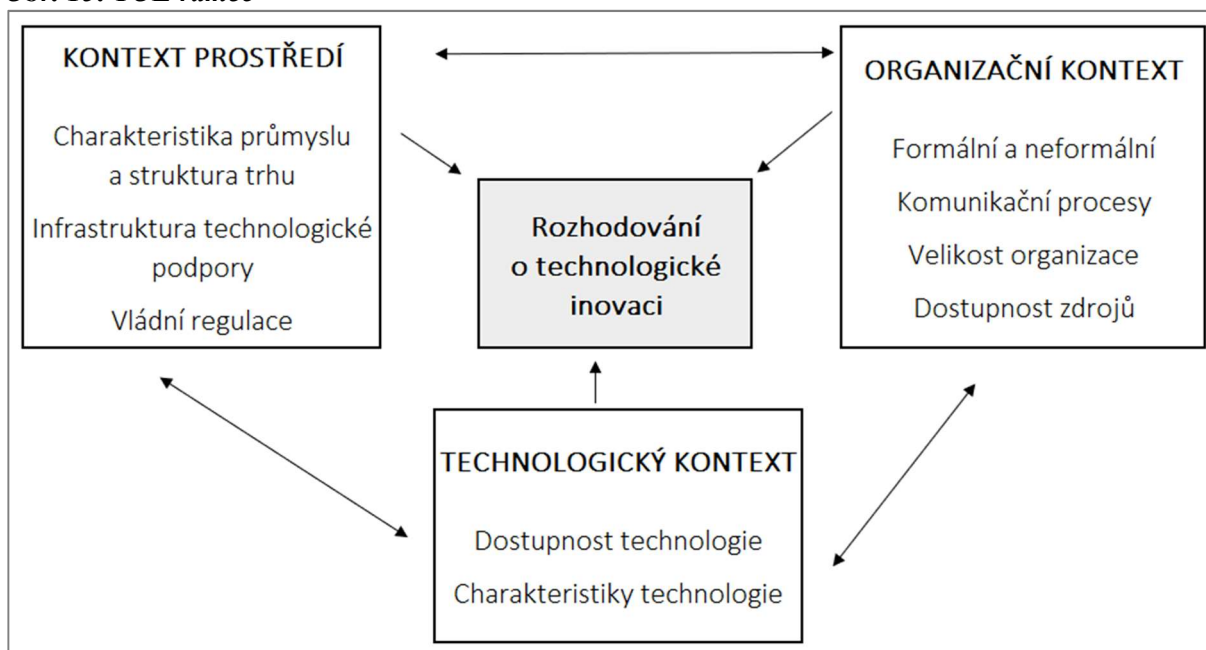 KONTEXT PROSTŘEDÍ
Charakteristika průmyslu
a struktura trhu
Infrastruktura technologické
podpory
Vládní regulace
ORGANIZAČNÍ KONTEXT
Formální a neformální
Komunikační procesy
Velikost organizace
Dostupnost zdrojů
Rozhodování
o technologické
inovaci
TECHNOLOGICKÝ KONTEXT
Dostupnost technologie
Charakteristiky technologie